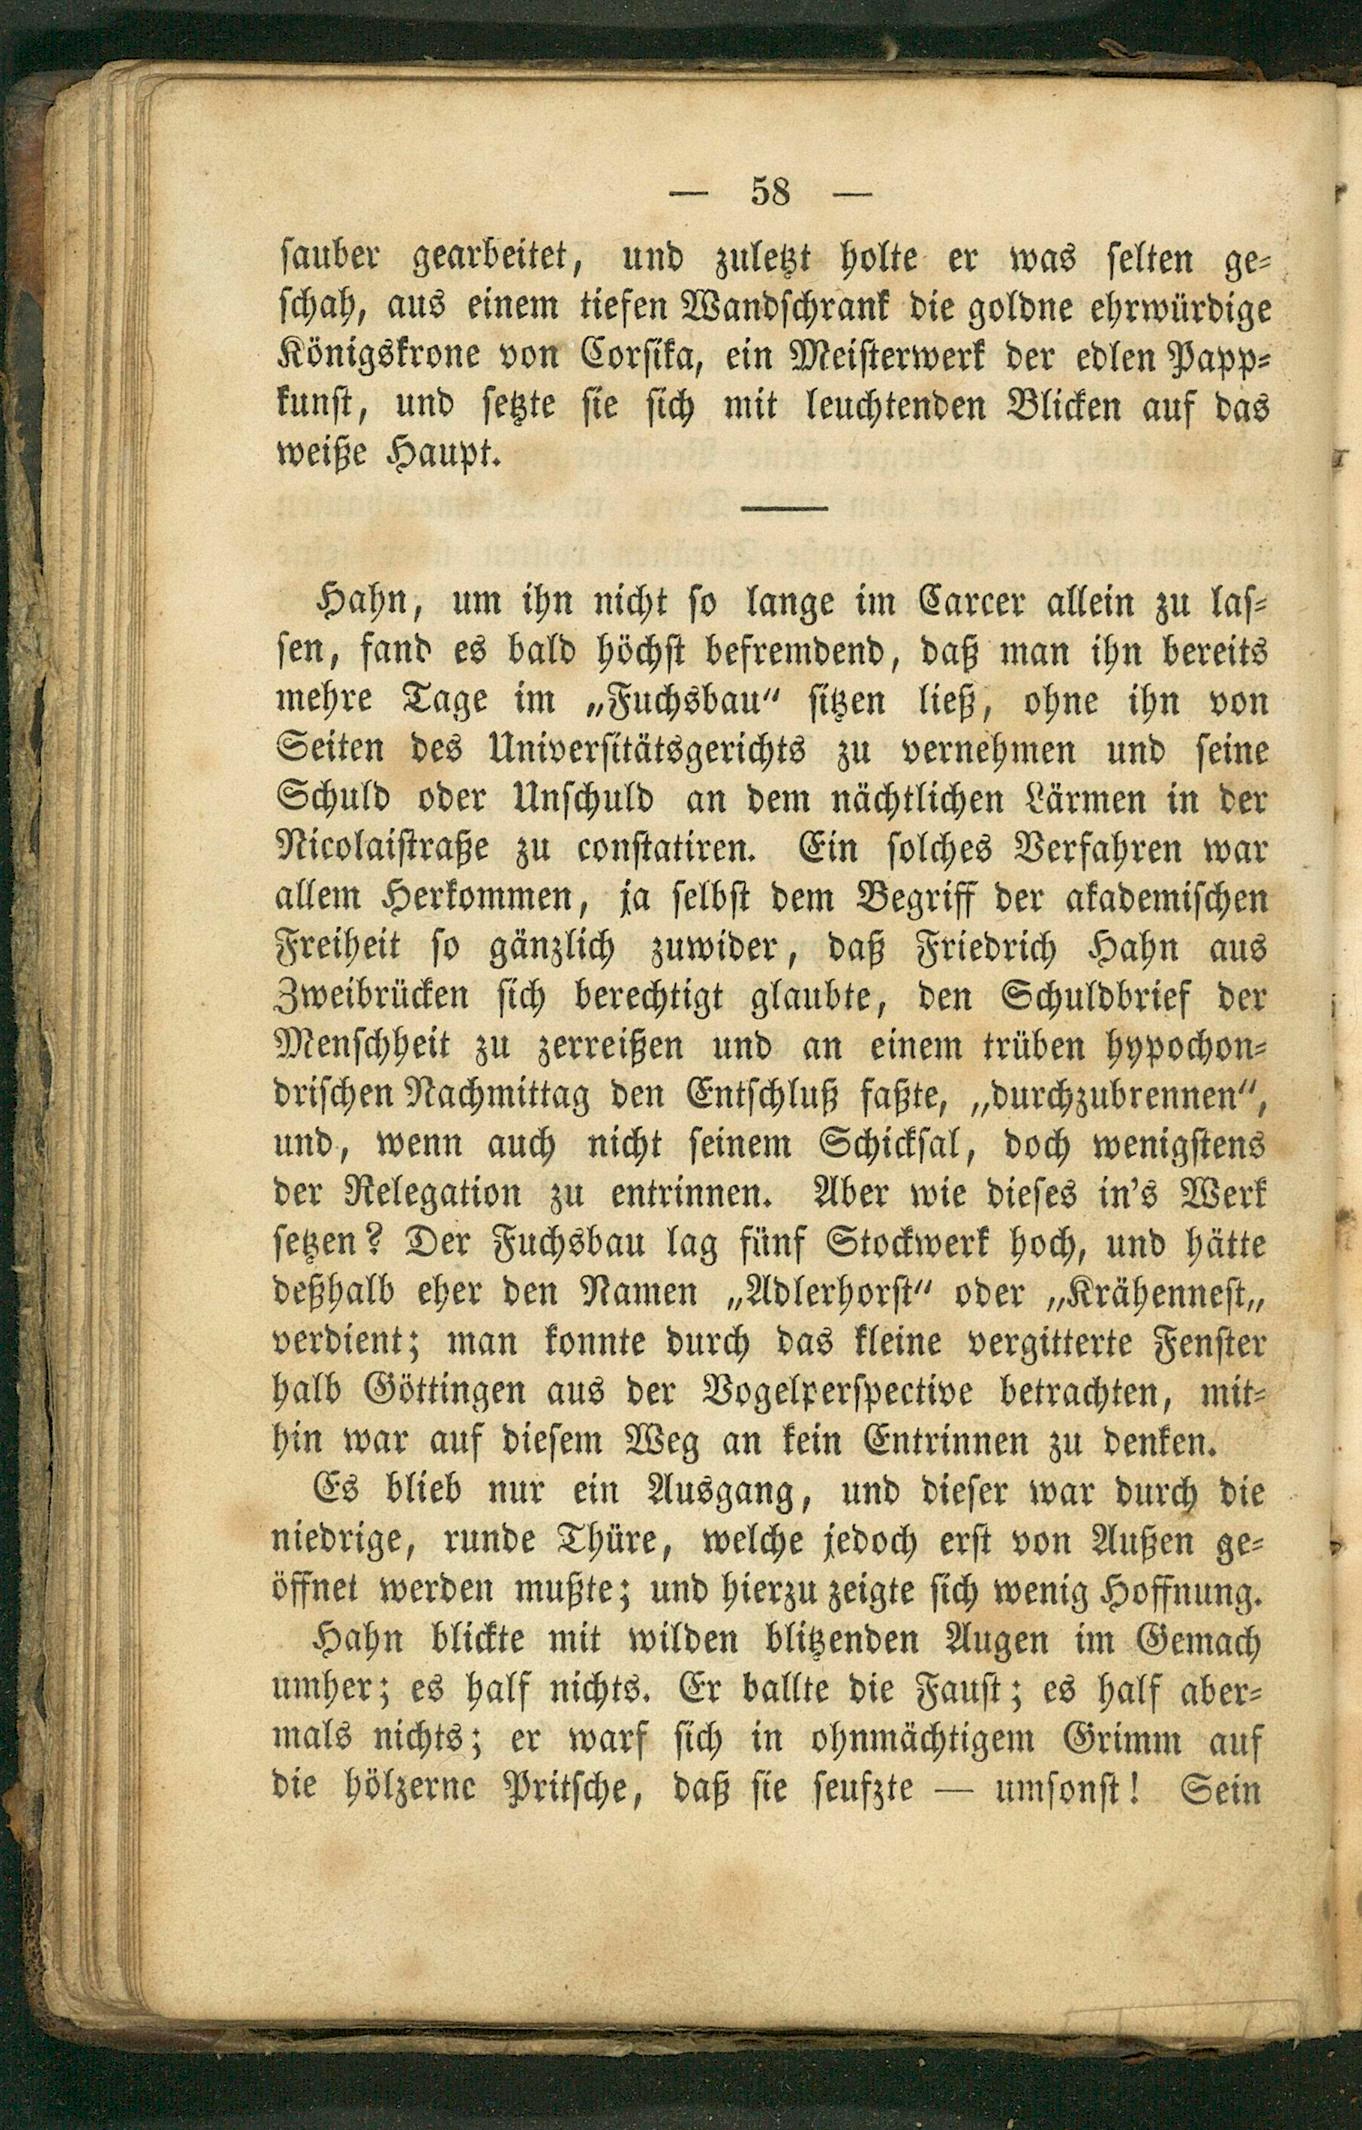 — 58 —
sauber gearbeitet, und zuletzt holte er was selten ge-
schah, aus einem tiefen Wandschrank die goldne ehrwürdige
Königskrone von Corsika, ein Meisterwerk der edlen Papp-
kunst, und setzte sie sich mit leuchtenden Blicken auf das
weiße Haupt.
Hahn, um ihn nicht so lange im Carcer allein zu las-
sen, fand es bald höchst befremdend, daß man ihn bereits
mehre Tage im „Fuchsbau“ sitzen ließ, ohne ihn von
Seiten des Universitätsgerichts zu vernehmen und seine
Schuld oder Unschuld an dem nächtlichen Lärmen in der
Nicolaistraße zu constatiren. Ein solches Verfahren war
allem Herkommen, ja selbst dem Begriff der akademischen
Freiheit so gänzlich zuwider, daß Friedrich Hahn aus
Zweibrücken sich berechtigt glaubte, den Schuldbrief der
Menschheit zu zerreißen und an einem trüben hypochon-
drischen Nachmittag den Entschluß faßte, „durchzubrennen“,
und, wenn auch nicht seinem Schicksal, doch wenigstens
der Relegation zu entrinnen. Aber wie dieses in's Werk
setzen? Der Fuchsbau lag fünf Stockwerk hoch, und hätte
deßhalb eher den Namen „Adlerhorst“ oder „Krähennest„
verdient; man konnte durch das kleine vergitterte Fenster
halb Göttingen aus der Vogelperspective betrachten, mit-
hin war auf diesem Weg an kein Entrinnen zu denken.
Es blieb nur ein Ausgang, und dieser war durch die
niedrige, runde Thüre, welche jedoch erst von Außen ge-
öffnet werden mußte; und hierzu zeigte sich wenig Hoffnung.
Hahn blickte mit wilden blitzenden Augen im Gemach
umher; es half nichts. Er ballte die Faust; es half aber-
mals nichts; er warf sich in ohnmächtigem Grimm auf
die hölzerne Pritsche, daß sie seufzte — umsonst! Sein